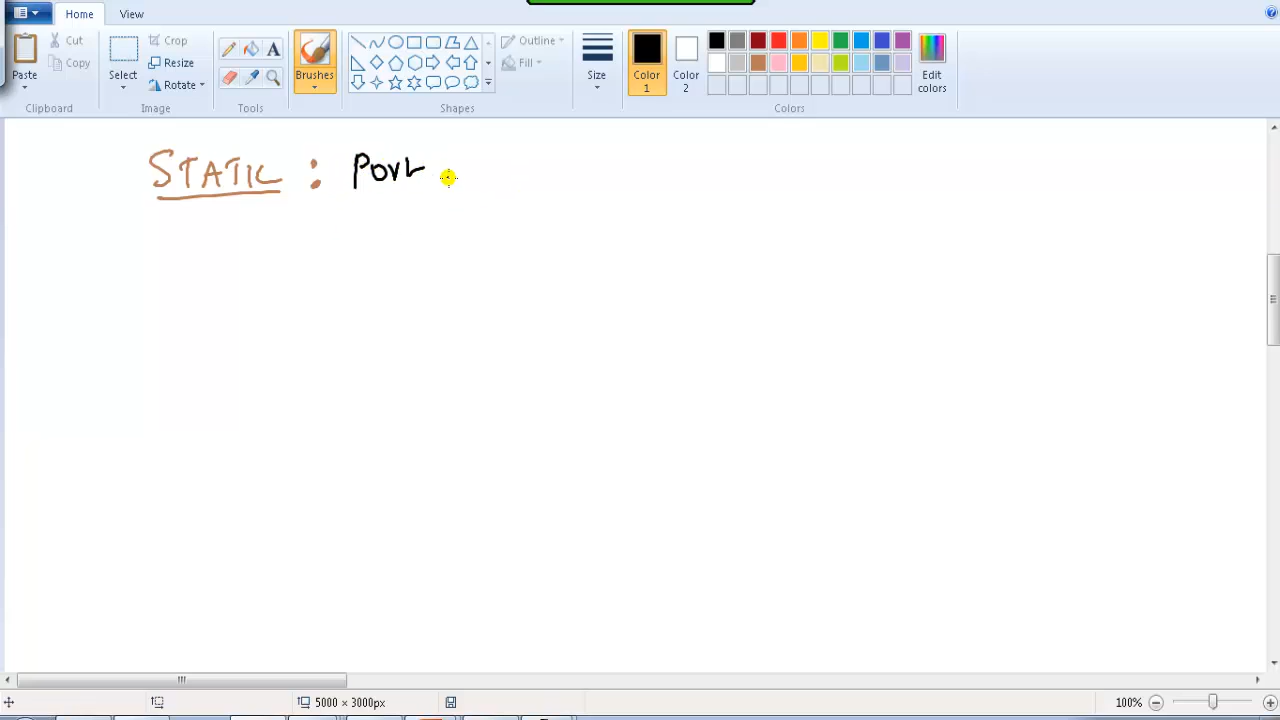 Home View
Cut
Copy
Paste
Clipboard
Crop
Resize
Rotate
Select
Image
Tools
Brushes
Outline
Fill
Shapes
Size
Color 1
Color 2
Edit colors
Colors
STATIC :
5000 × 3000px
100%